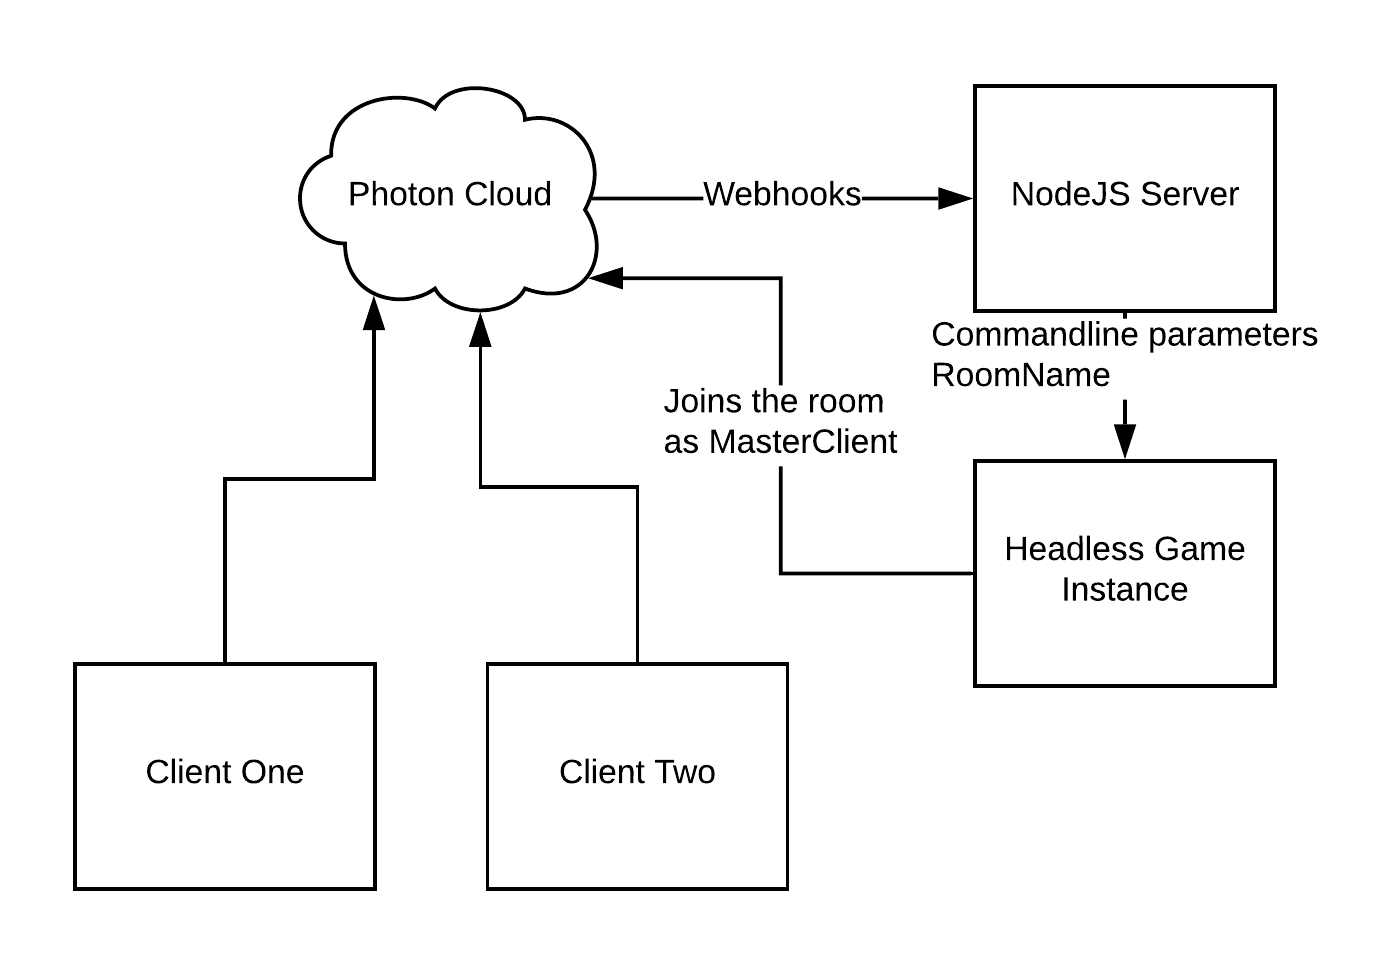 Photon Cloud
Webhooks
NodeJS Server
Commandline parameters
RoomName
Joins the room
as MasterClient
Headless Game
Instance
Client One
Client Two